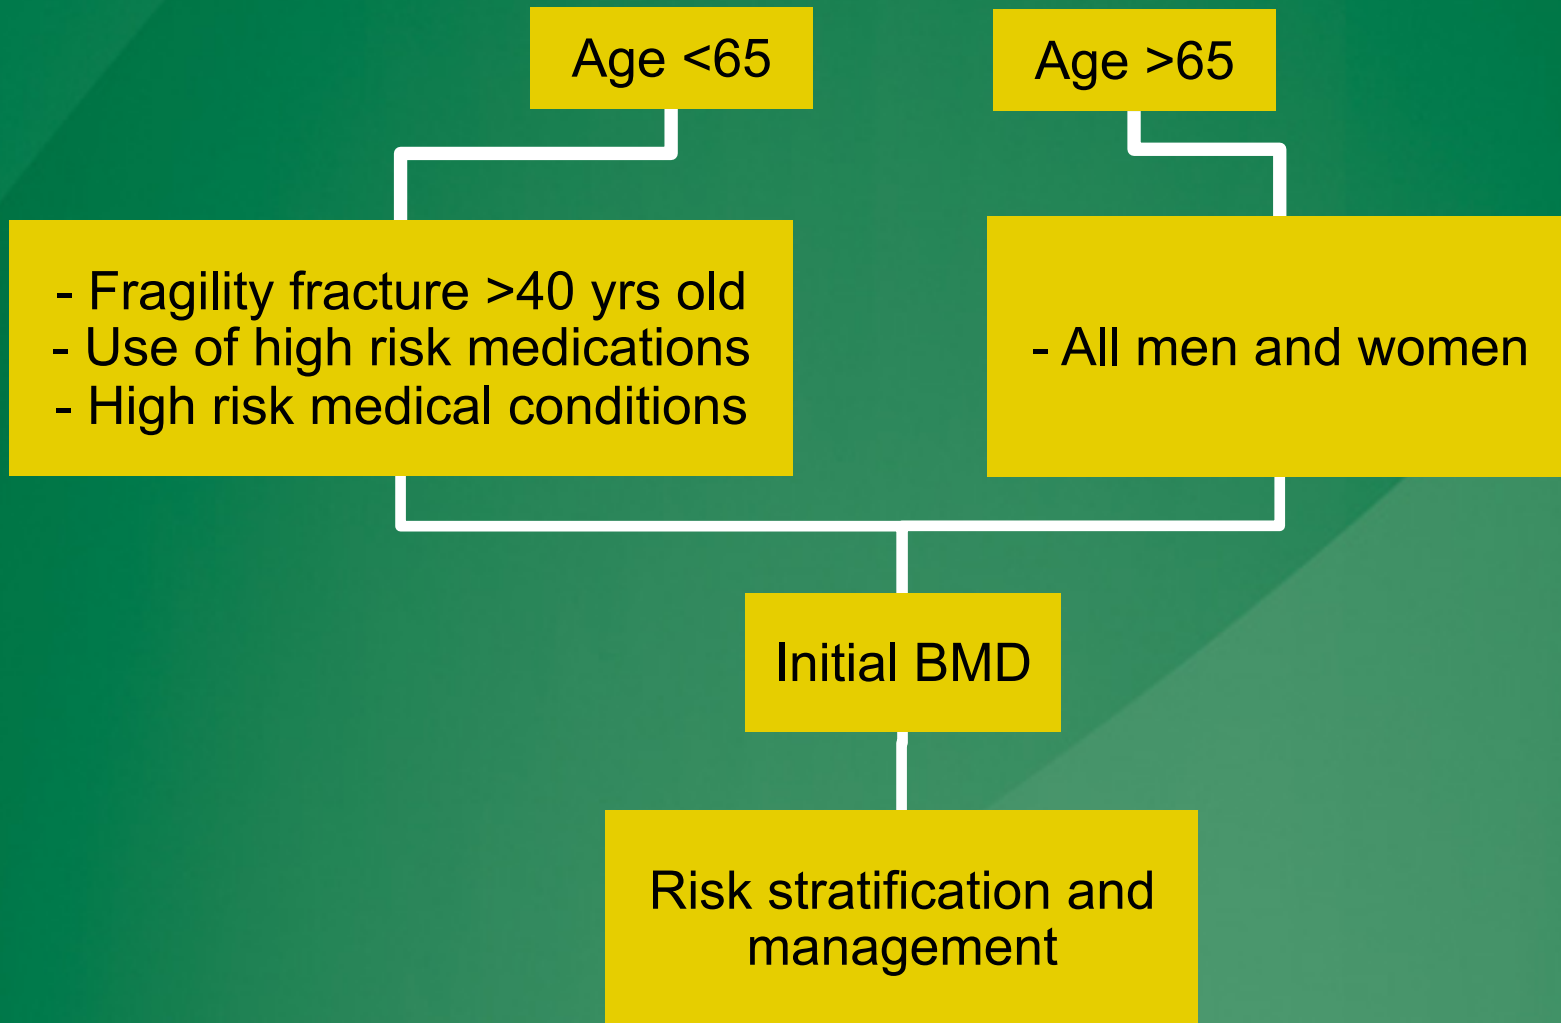 Age <65
Age >65
- Fragility fracture >40 yrs old
- Use of high risk medications
- High risk medical conditions
- All men and women
Initial BMD
Risk stratification and
management